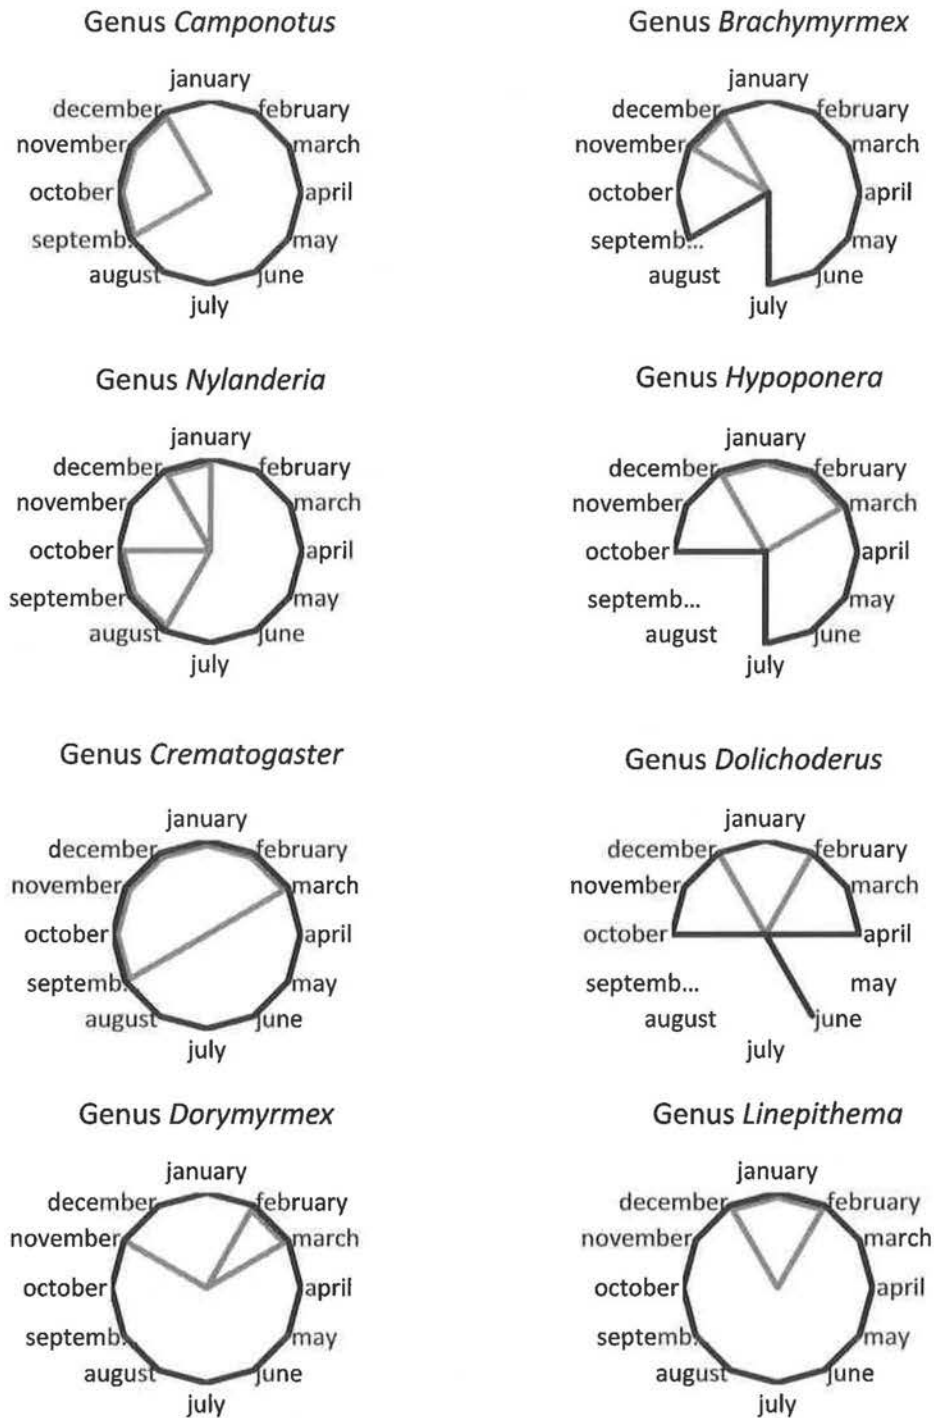 Genus Camponotus
january
december
february
november
march
october
april
septemb...
may
august
june
july
Genus Brachymyrmex
january
december
february
november
march
october
april
septemb...
may
august
june
july
Genus Nylanderia
january
december
february
november
march
october
april
september
may
august
june
july
Genus Hypoponera
january
december
february
november
march
october
april
septemb...
may
august
june
july
Genus Crematogaster
january
december
february
november
march
october
april
septemb...
may
august
june
july
Genus Dolichoderus
january
december
february
november
march
october
april
septemb...
may
august
june
july
Genus Dorymyrmex
january
december
february
november
march
october
april
septemb...
may
august
june
july
Genus Linepithema
january
december
february
november
march
october
april
septemb...
may
august
june
july